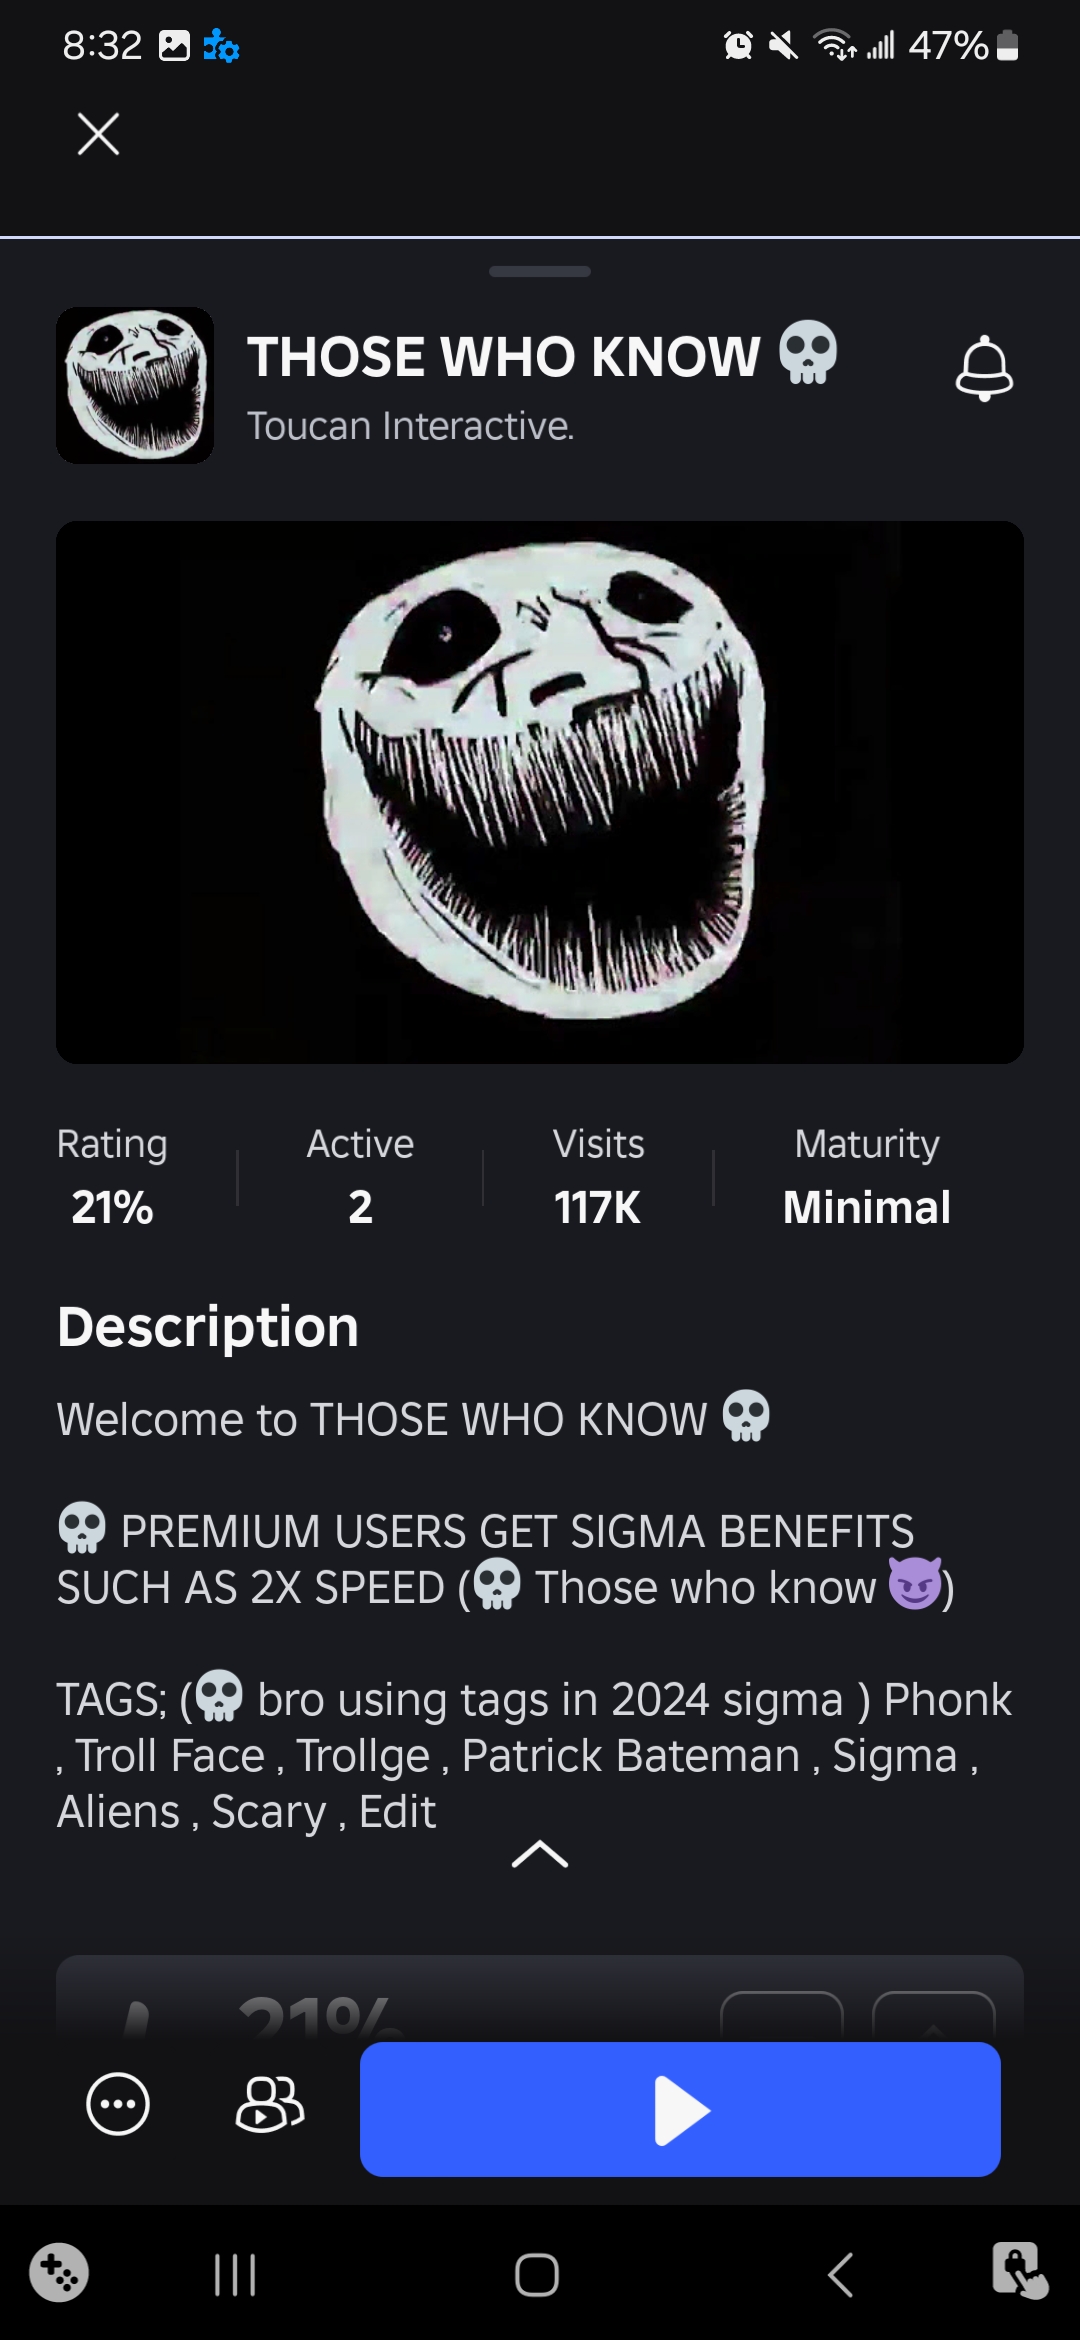 8:32
47%
THOSE WHO KNOW 💀
Toucan Interactive.
Rating
21%
Active
2
Visits
117K
Maturity
Minimal
Description
Welcome to THOSE WHO KNOW 💀
💀 PREMIUM USERS GET SIGMA BENEFITS
SUCH AS 2X SPEED (💀 Those who know 😈)
TAGS; (💀 bro using tags in 2024 sigma ) Phonk
, Troll Face , Trollge , Patrick Bateman , Sigma ,
Aliens , Scary , Edit
21%